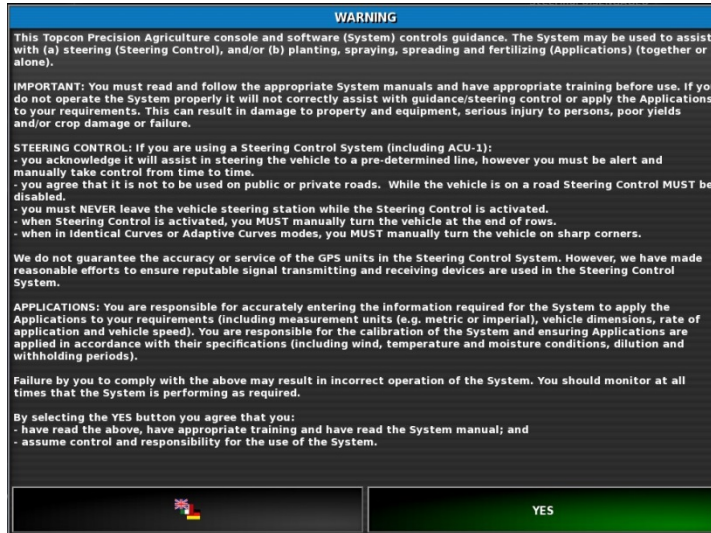 WARNING
This Topcon Precision Agriculture console and software (System) controls guidance. The System may be used to assist
with (a) steering (Steering Control), and/or (b) planting, spraying, spreading and fertilizing (Applications) (together or
alone).
IMPORTANT: You must read and follow the appropriate System manuals and have appropriate training before use. If yo
do not operate the System properly it will not correctly assist with guidance/steering control or apply the Applications
to your requirements. This can result in damage to property and equipment, serious injury to persons, poor yields
and/or crop damage or failure.
STEERING CONTROL: If you are using a Steering Control System (including ACU-1):
- you acknowledge it will assist in steering the vehicle to a pre-determined line, however you must be alert and
manually take control from time to time.
- you agree that it is not to be used on public or private roads. While the vehicle is on a road Steering Control MUST be
disabled.
- you must NEVER leave the vehicle steering station while the Steering Control is activated.
- when Steering Control is activated, you MUST manually turn the vehicle at the end of rows.
- when in Identical Curves or Adaptive Curves modes, you MUST manually turn the vehicle on sharp corners.
We do not guarantee the accuracy or service of the GPS units in the Steering Control System. However, we have made
reasonable efforts to ensure reputable signal transmitting and receiving devices are used in the Steering Control
System.
APPLICATIONS: You are responsible for accurately entering the information required for the System to apply the
Applications to your requirements (including measurement units (e.g. metric or imperial), vehicle dimensions, rate of
application and vehicle speed). You are responsible for the calibration of the System and ensuring Applications are
applied in accordance with their specifications (including wind, temperature and moisture conditions, dilution and
withholding periods).
Failure by you to comply with the above may result in incorrect operation of the System. You should monitor at all
times that the System is performing as required.
By selecting the YES button you agree that you:
- have read the above, have appropriate training and have read the System manual; and
- assume control and responsibility for the use of the System.
YES